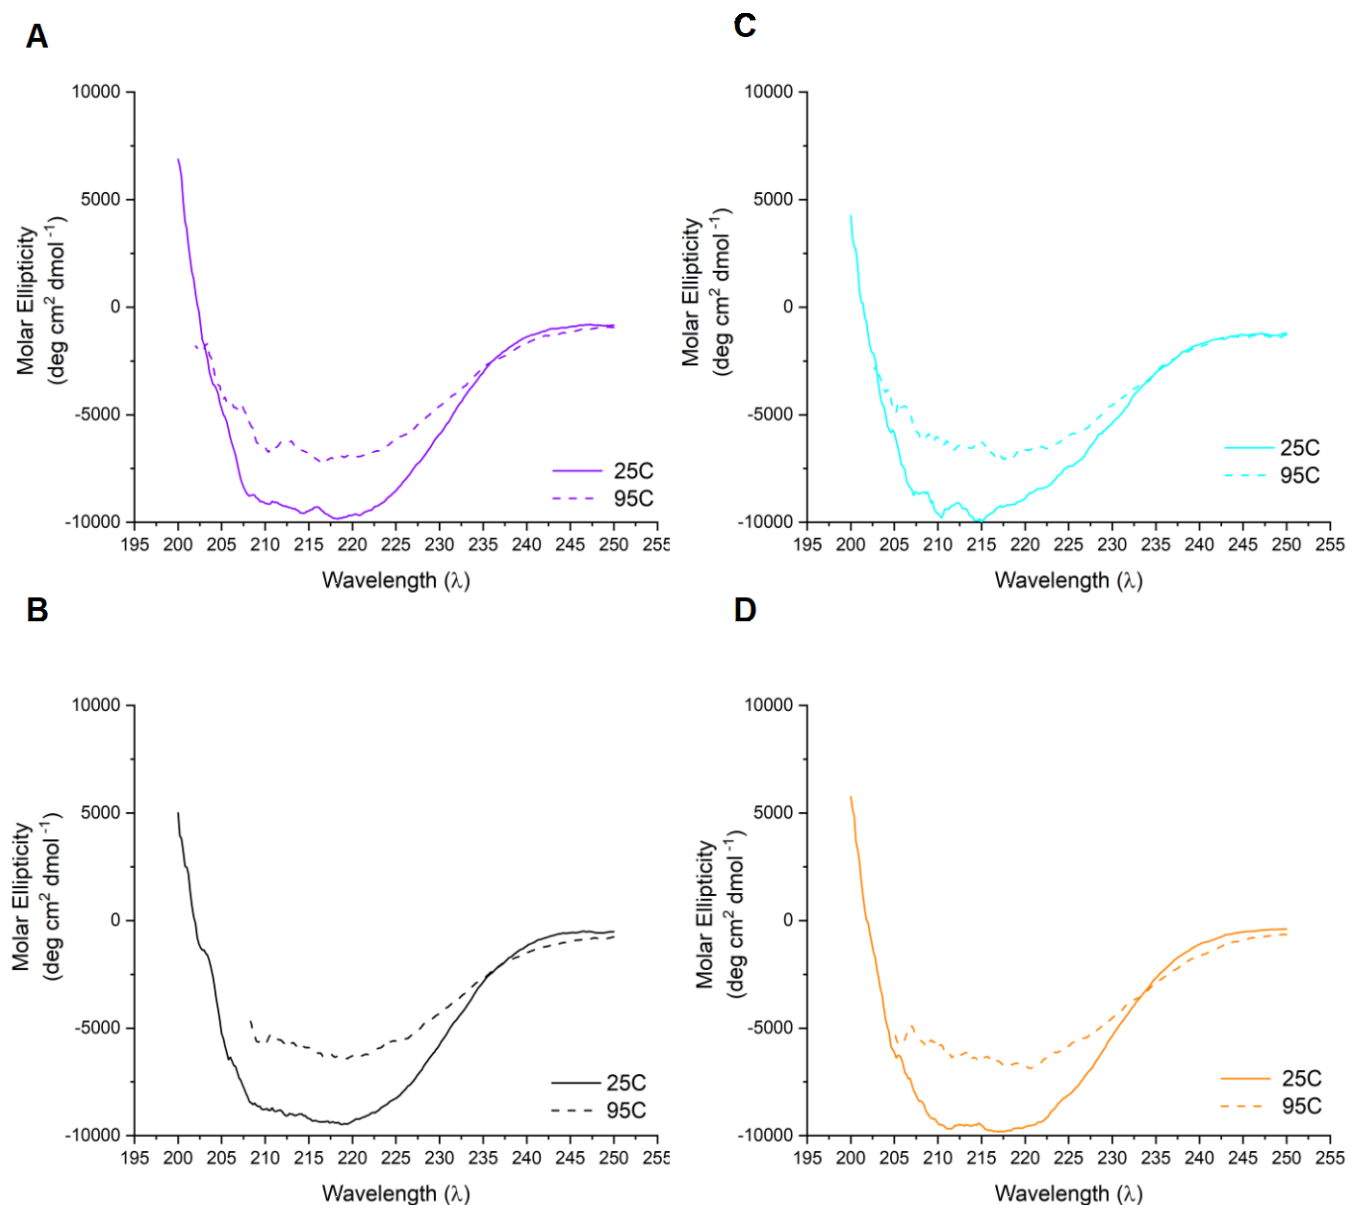 A
10000
5000
0
-5000
-10000
195 200 205 210 215 220 225 230 235 240 245 250 255
Molar Ellipticity
(deg cm² dmol⁻¹)
Wavelength (λ)
25C
95C
C
10000
5000
0
-5000
-10000
195 200 205 210 215 220 225 230 235 240 245 250 255
Molar Ellipticity
(deg cm² dmol⁻¹)
Wavelength (λ)
25C
95C
B
10000
5000
0
-5000
-10000
195 200 205 210 215 220 225 230 235 240 245 250 255
Molar Ellipticity
(deg cm² dmol⁻¹)
Wavelength (λ)
25C
95C
D
10000
5000
0
-5000
-10000
195 200 205 210 215 220 225 230 235 240 245 250 255
Molar Ellipticity
(deg cm² dmol⁻¹)
Wavelength (λ)
25C
95C